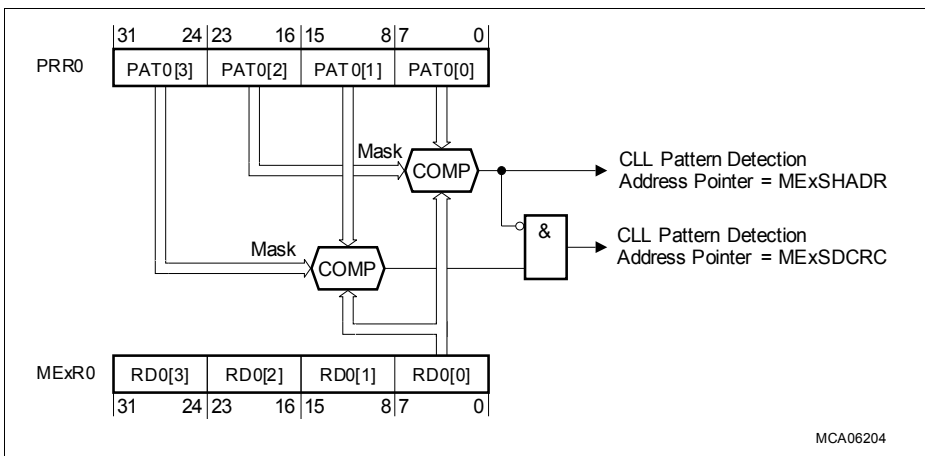 31 24 23 16 15 8 7 0
PRR0 PAT0[3] PAT0[2] PAT0[1] PAT0[0]
Mask COMP
CLL Pattern Detection
Address Pointer = MExSHADR
&
CLL Pattern Detection
Address Pointer = MExSDCRC
Mask COMP
MExR0 RD0[3] RD0[2] RD0[1] RD0[0]
31 24 23 16 15 8 7 0
MCA06204